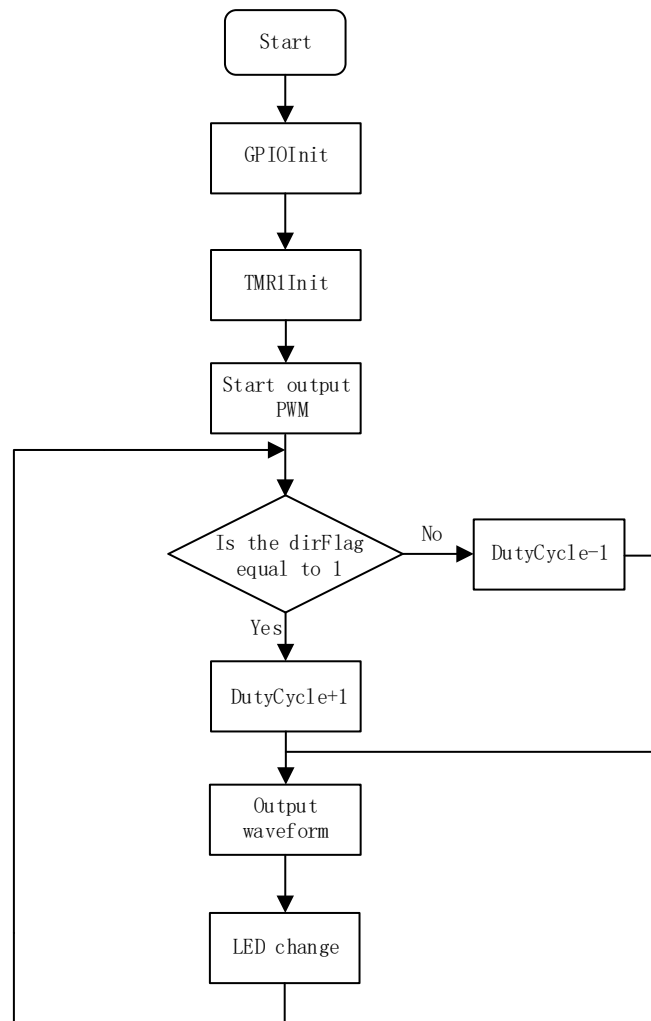 Start
GPIOInit
TMR1Init
Start output
PWM
Is the dirFlag
equal to 1
No
DutyCycle-1
Yes
DutyCycle+1
Output
waveform
LED change